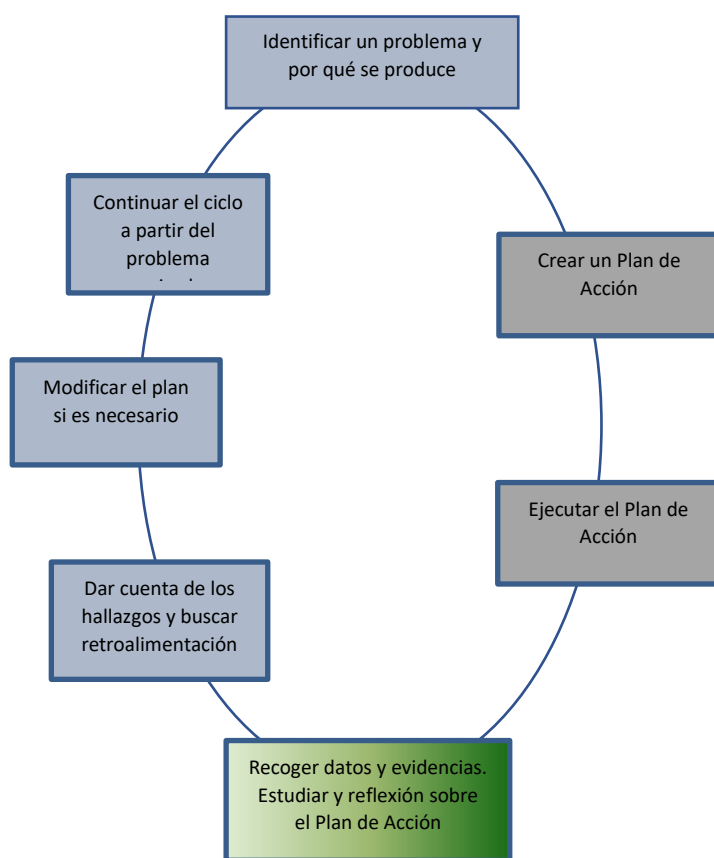 Identificar un problema y
por qué se produce
Crear un Plan de
Acción
Ejecutar el Plan de
Acción
Recoger datos y evidencias.
Estudiar y reflexión sobre
el Plan de Acción
Dar cuenta de los
hallazgos y buscar
retroalimentación
Modificar el plan
si es necesario
Continuar el ciclo
a partir del
problema